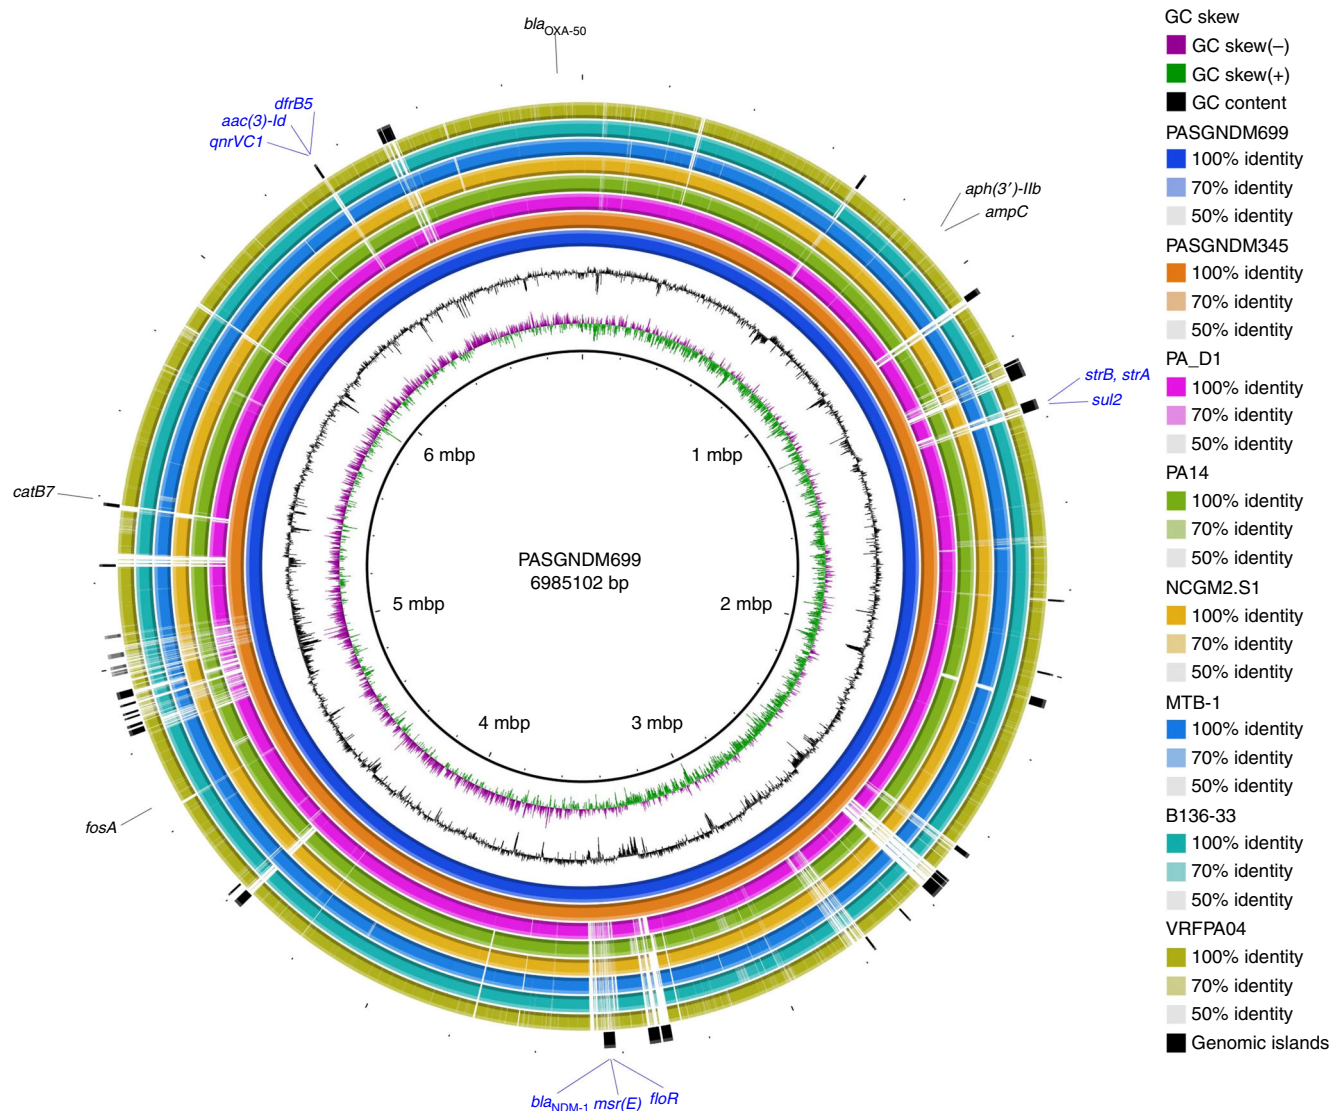 blaOXA-50
dfrB5
aac(3)-Id
qnrVC1
aph(3′)-IIb
ampC
strB, strA
sul2
catB7
fosA
blaNDM-1 msr(E) floR
6 mbp
1 mbp
PASGNDM699
6985102 bp
5 mbp
2 mbp
4 mbp
3 mbp
GC skew
GC skew(–)
GC skew(+)
GC content
PASGNDM699
100% identity
70% identity
50% identity
PASGNDM345
100% identity
70% identity
50% identity
PA_D1
100% identity
70% identity
50% identity
PA14
100% identity
70% identity
50% identity
NCGM2.S1
100% identity
70% identity
50% identity
MTB-1
100% identity
70% identity
50% identity
B136-33
100% identity
70% identity
50% identity
VRFPA04
100% identity
70% identity
50% identity
Genomic islands